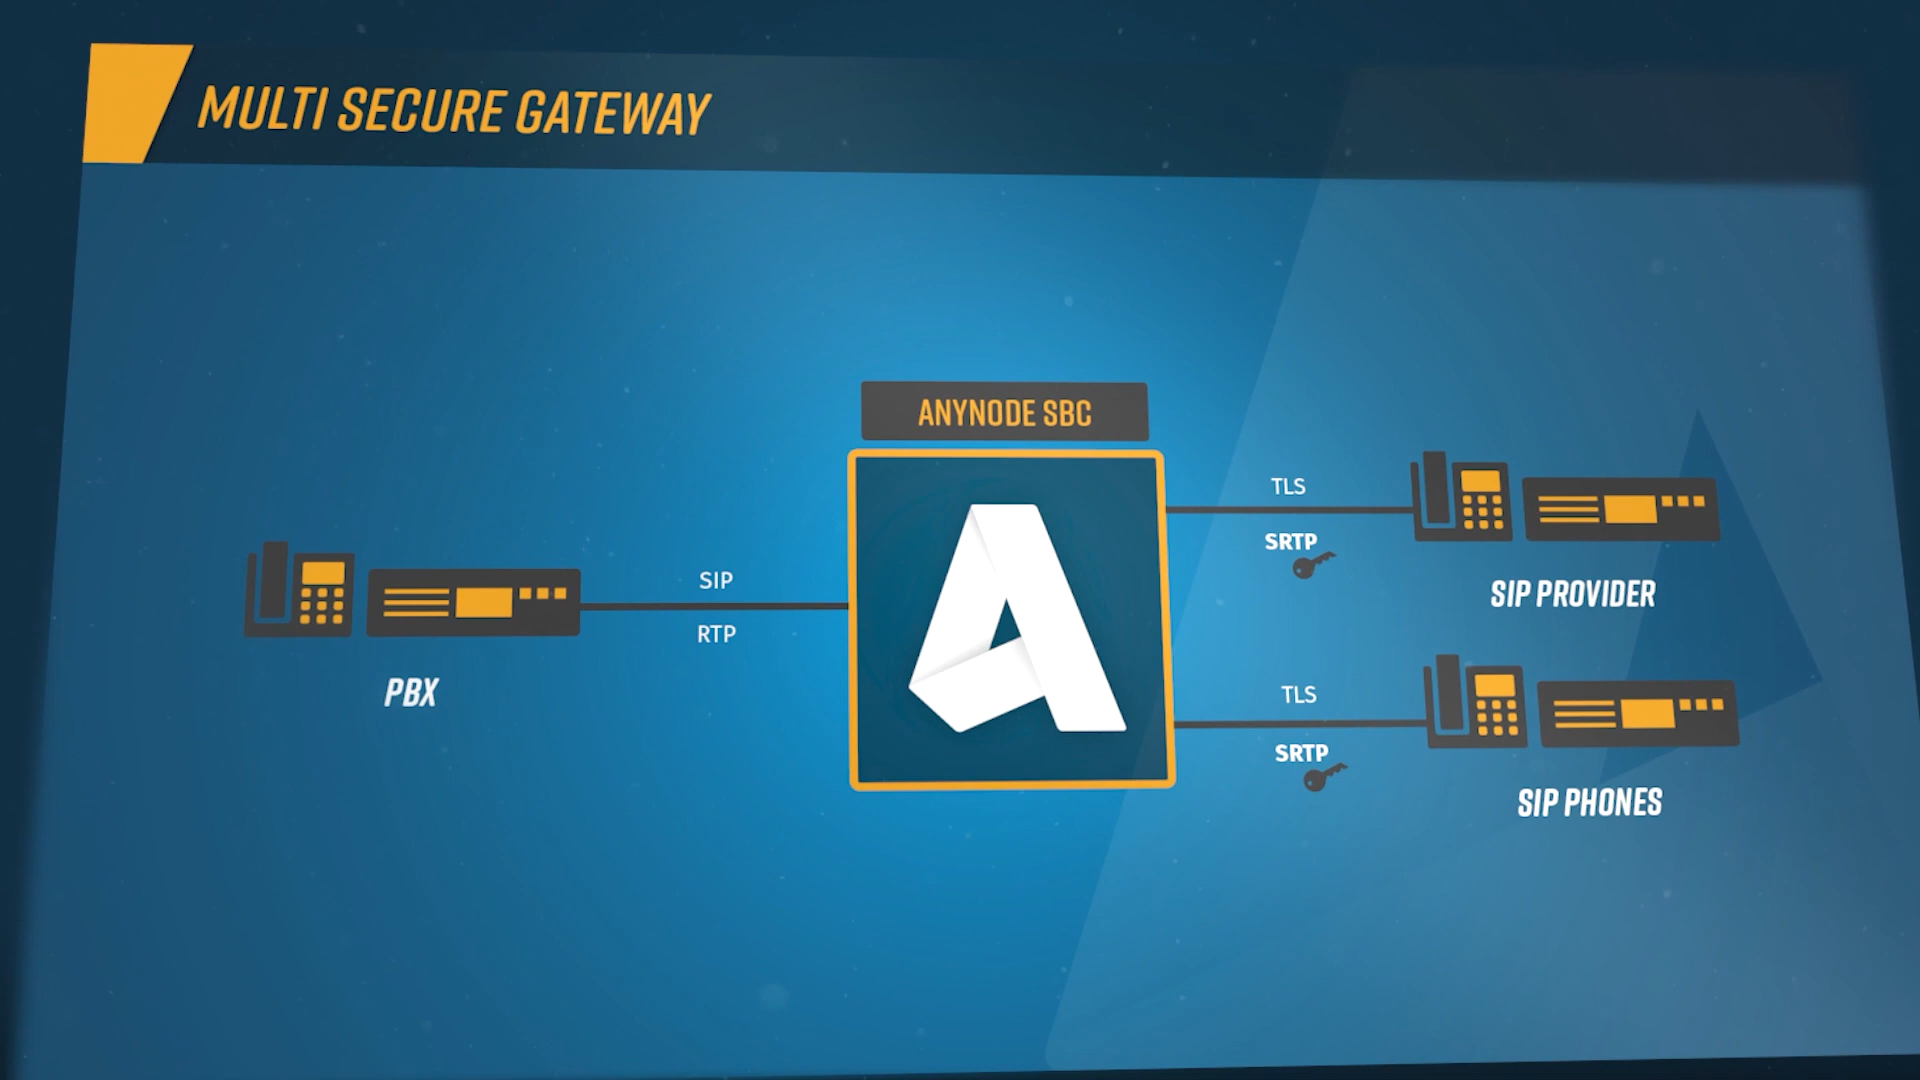 MULTI SECURE GATEWAY
ANYNODE SBC
SIP
RTP
PBX
TLS
SRTP
SIP PROVIDER
TLS
SRTP
SIP PHONES